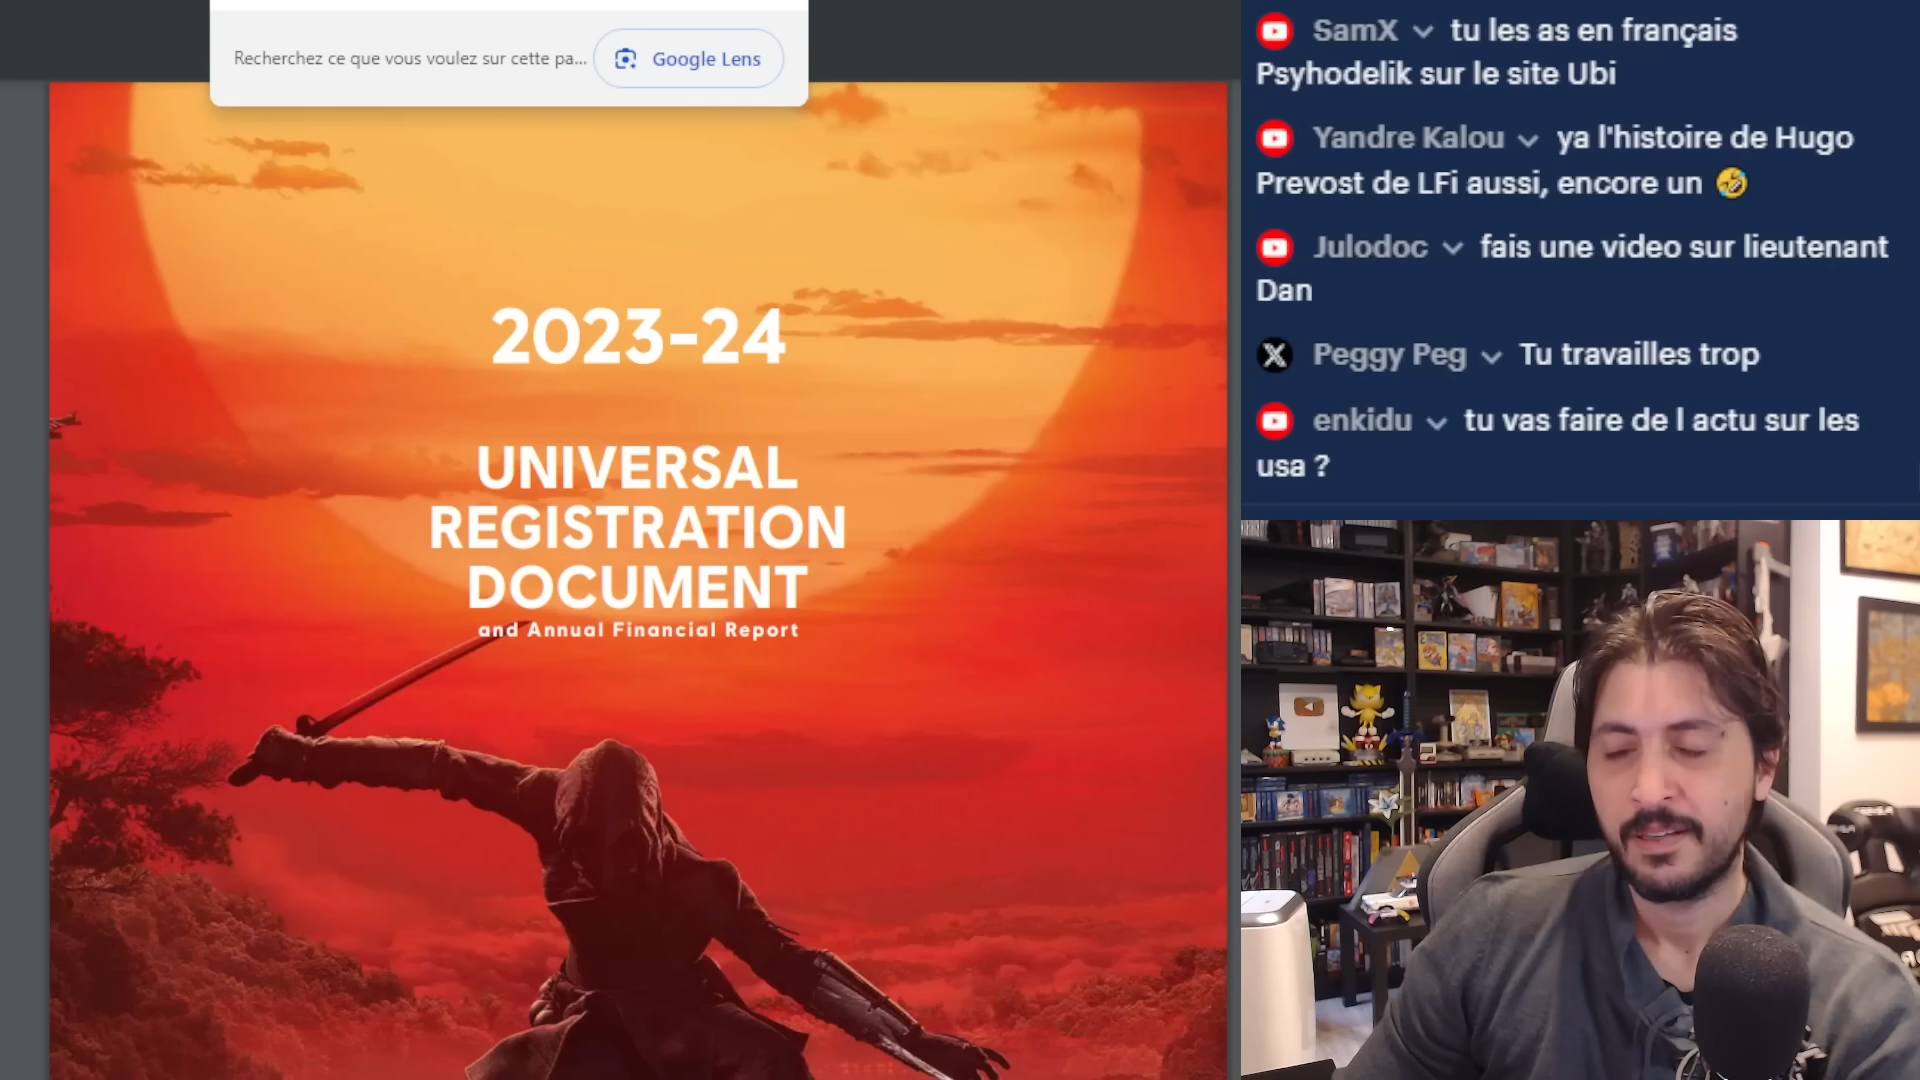 Recherchez ce que vous voulez sur cette pa...
Google Lens
2023-24
UNIVERSAL
REGISTRATION
DOCUMENT
and Annual Financial Report
SamX tu les as en français
Psyhodelik sur le site Ubi
Yandre Kalou ya l'histoire de Hugo
Prevost de LFi aussi, encore un 🤣
Julodoc fais une video sur lieutenant
Dan
Peggy Peg Tu travailles trop
enkidu tu vas faire de l actu sur les
usa ?